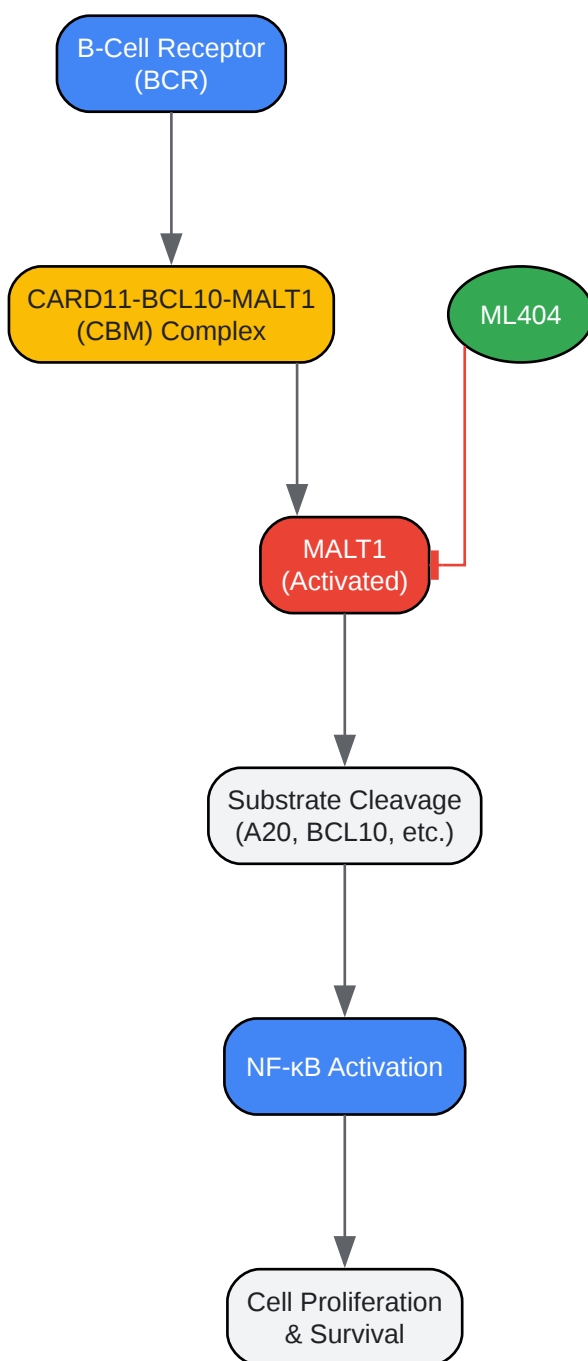 B-Cell Receptor
(BCR)
CARD11-BCL10-MALT1
(CBM) Complex
ML404
MALT1
(Activated)
Substrate Cleavage
(A20, BCL10, etc.)
NF-κB Activation
Cell Proliferation
& Survival